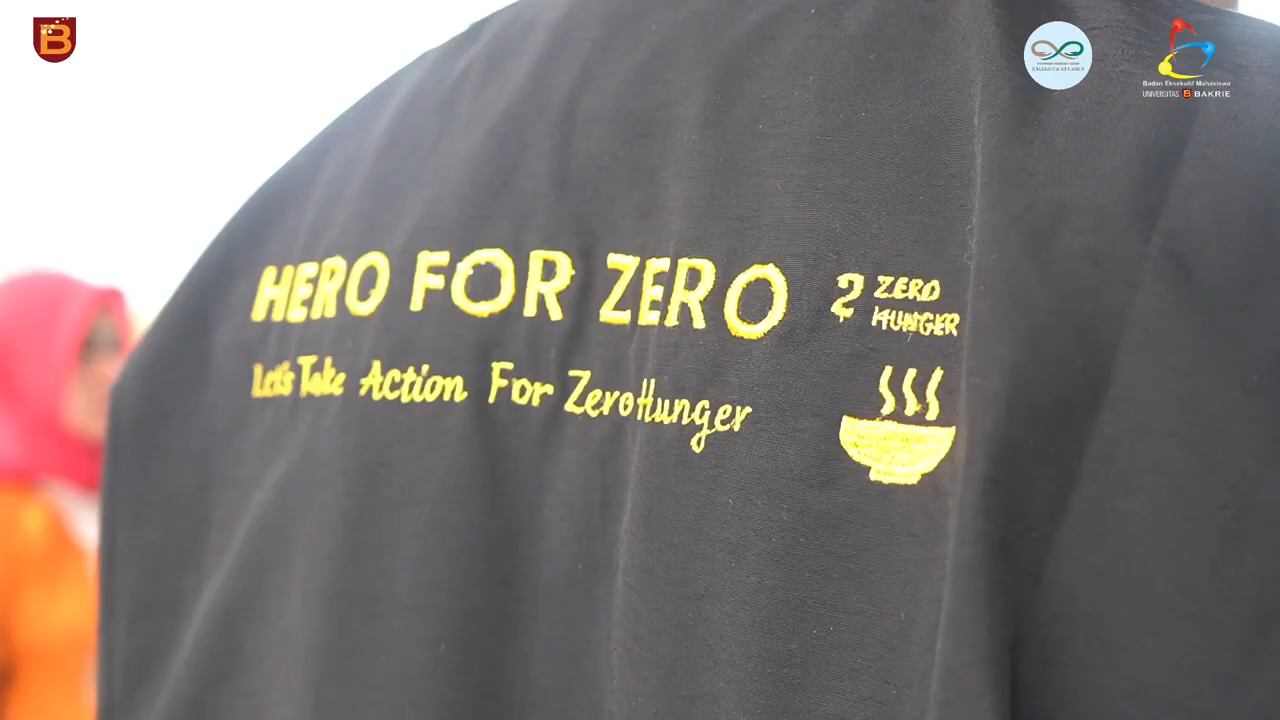 B
Badan Eksekutif Mahasiswa
UNIVERSITAS B BAKRIE
HERO FOR ZERO
Let's Take Action For ZeroHunger
2 ZERO
HUNGER